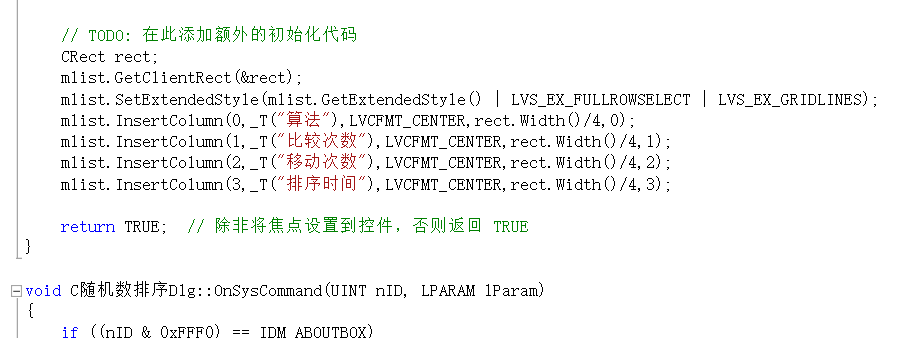 // TODO: 在此添加额外的初始化代码
CRect rect;
mlist.GetClientRect(&rect);
mlist.SetExtendedStyle(mlist.GetExtendedStyle() | LVS_EX_FULLROWSELECT | LVS_EX_GRIDLINES);
mlist.InsertColumn(0,_T("算法"),LVCFMT_CENTER,rect.Width()/4,0);
mlist.InsertColumn(1,_T("比较次数"),LVCFMT_CENTER,rect.Width()/4,1);
mlist.InsertColumn(2,_T("移动次数"),LVCFMT_CENTER,rect.Width()/4,2);
mlist.InsertColumn(3,_T("排序时间"),LVCFMT_CENTER,rect.Width()/4,3);
return TRUE;  // 除非将焦点设置到控件，否则返回 TRUE
}
void C随机数排序Dlg::OnSysCommand(UINT nID, LPARAM lParam)
{
if ((nID & 0xFFF0) == IDM_ABOUTBOX)